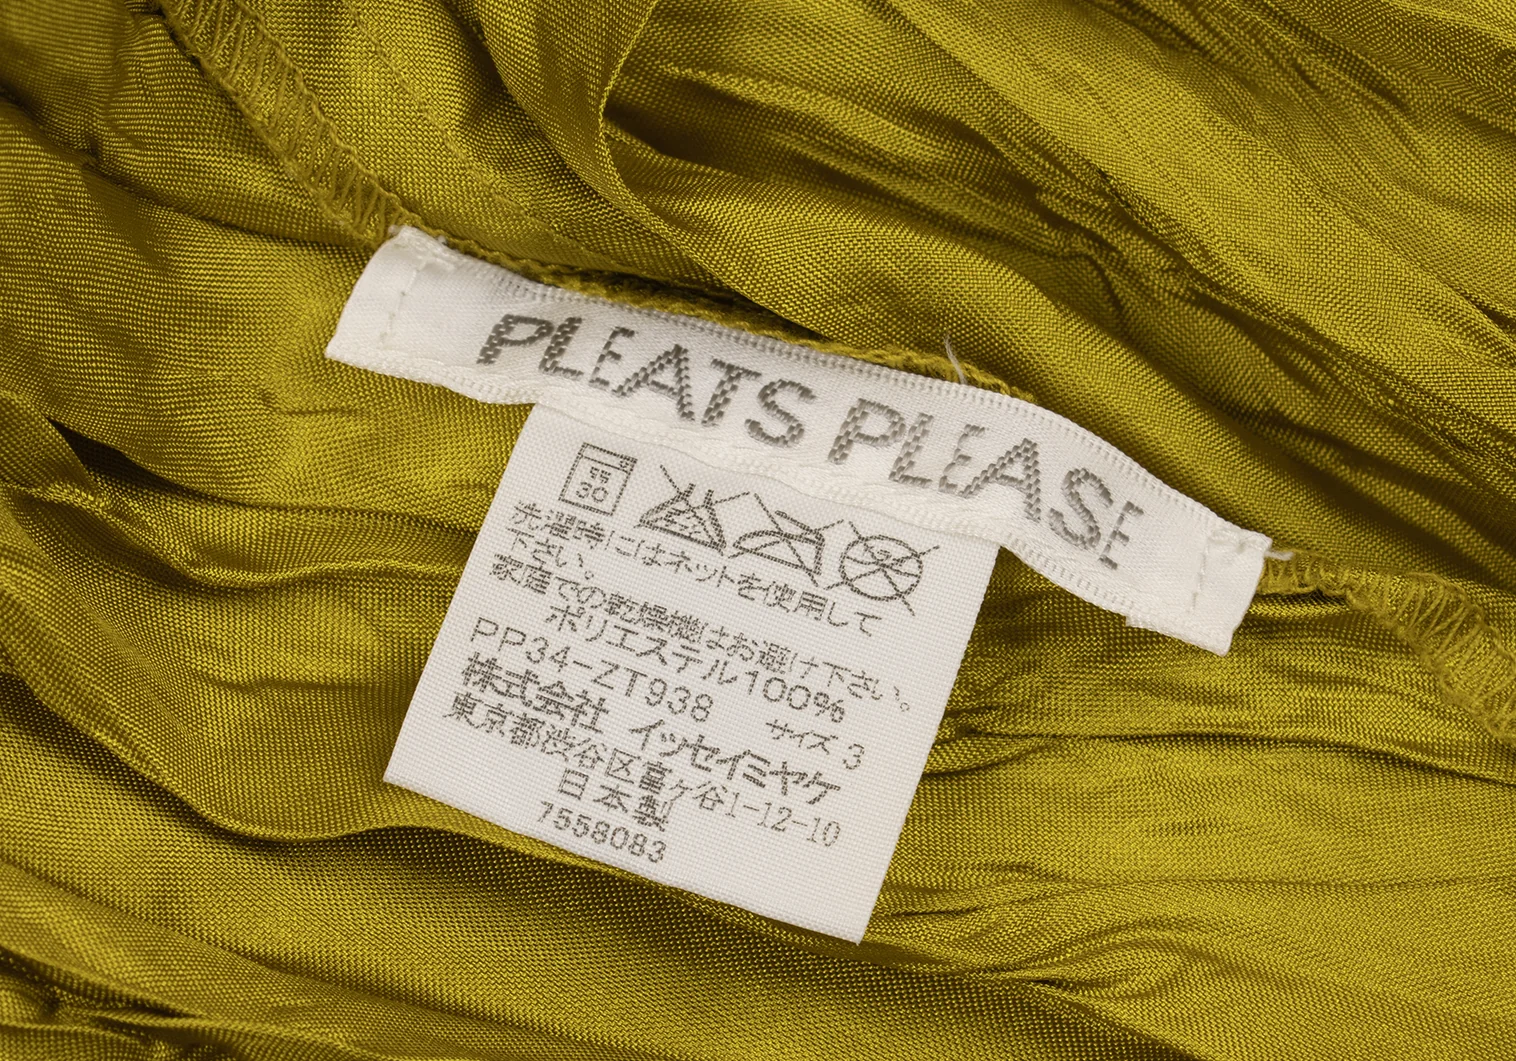 PLEATS PLEASE
弱
30
洗濯時にはネットを使用して
下さい。
家庭での乾燥機はお避け下さい。
ポリエステル100%
PP34-ZT938 サイズ 3
株式会社 イッセイミヤケ
東京都渋谷区富ケ谷1-12-10
日本製
7558083